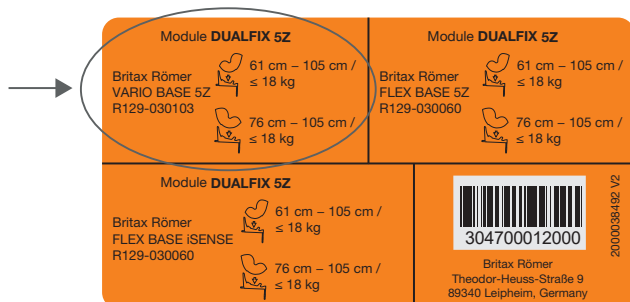 Module DUALFIX 5Z
Britax Römer
VARIO BASE 5Z
R129-030103
61 cm – 105 cm /
≤ 18 kg
76 cm – 105 cm /
≤ 18 kg
Module DUALFIX 5Z
Britax Römer
FLEX BASE 5Z
R129-030060
61 cm – 105 cm /
≤ 18 kg
76 cm – 105 cm /
≤ 18 kg
Module DUALFIX 5Z
Britax Römer
FLEX BASE iSENSE
R129-030060
61 cm – 105 cm /
≤ 18 kg
76 cm – 105 cm /
≤ 18 kg
304700012000
Britax Römer
Theodor-Heuss-Straße 9
89340 Leipheim, Germany
2000038492 V2